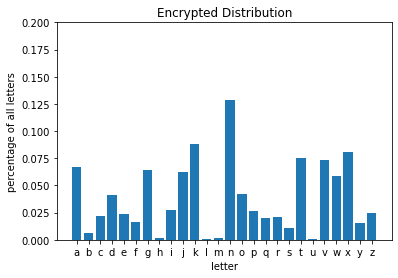 Encrypted Distribution
percentage of all letters
0.200
0.175
0.150
0.125
0.100
0.075
0.050
0.025
0.000
a b c d e f g h i j k l m n o p q r s t u v w x y z
letter